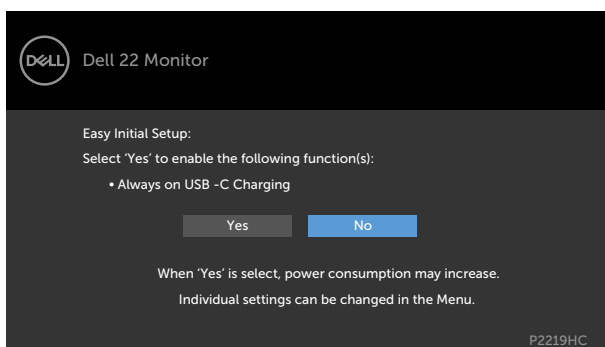 DELL
Dell 22 Monitor
Easy Initial Setup:
Select ‘Yes’ to enable the following function(s):
• Always on USB -C Charging
Yes No
When ‘Yes’ is select, power consumption may increase.
Individual settings can be changed in the Menu.
P2219HC